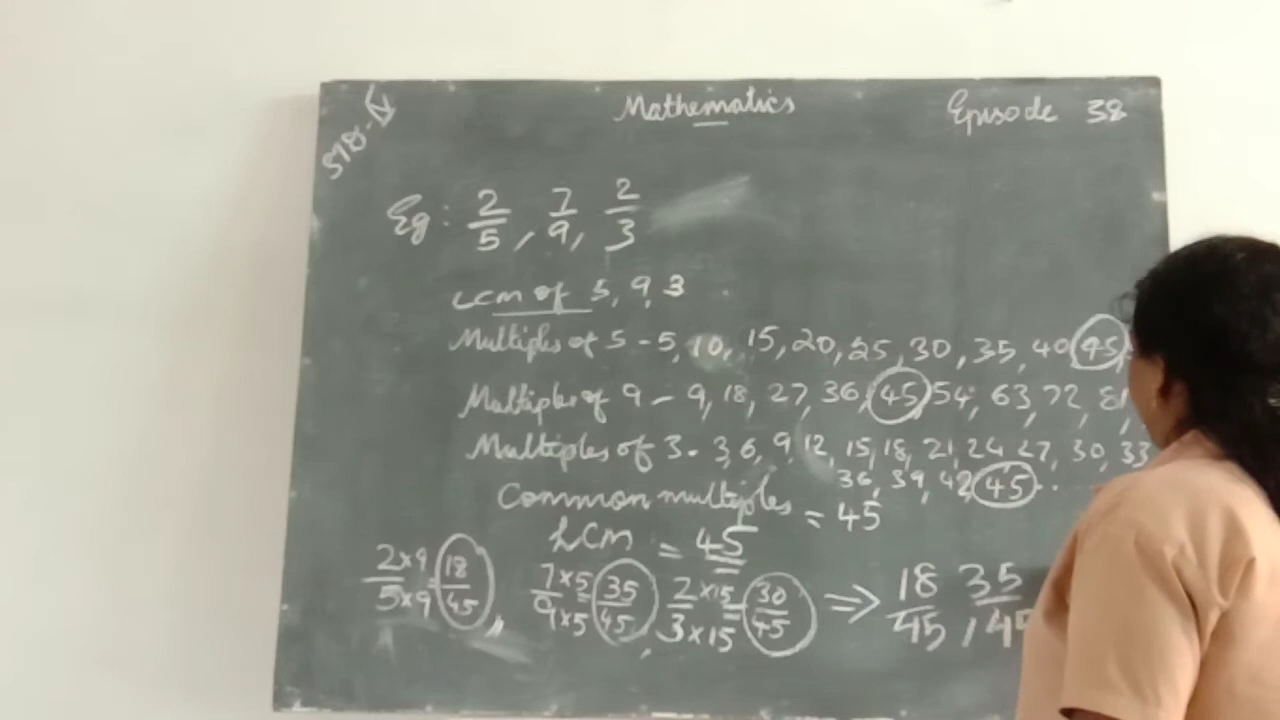 STD-IV
Mathematics
Episode 38
Eg: 2/5, 7/9, 2/3
LCM of 5, 9, 3
Multiples of 5 - 5, 10, 15, 20, 25, 30, 35, 40, 45,
Multiples of 9 - 9, 18, 27, 36, 45, 54, 63, 72, 81,
Multiples of 3 - 3, 6, 9, 12, 15, 18, 21, 24, 27, 30, 33
36, 39, 42, 45..
Common multiples = 45
LCM = 45
2×9/5×9 = 18/45, 7×5/9×5 = 35/45, 2×15/3×15 = 30/45 ⇒ 18/45, 35/45